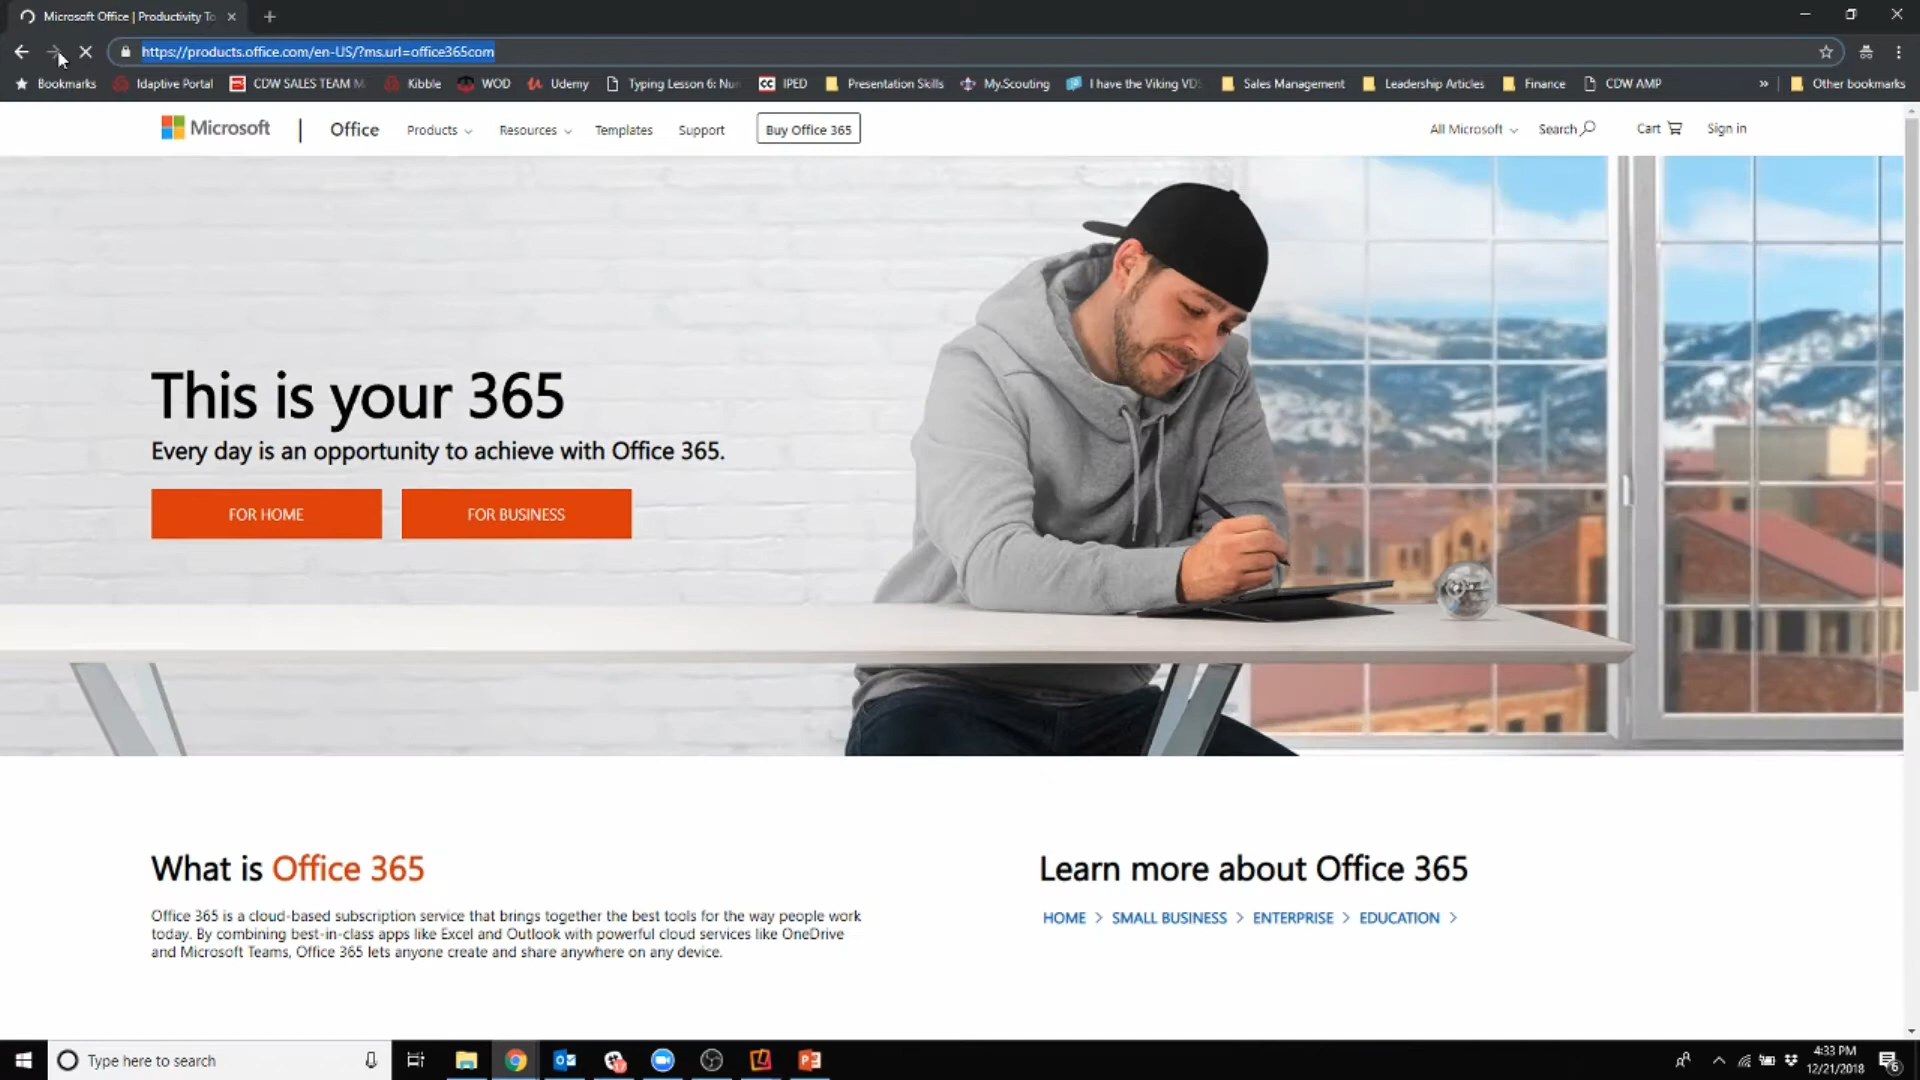 Microsoft Office | Productivity To
https://products.office.com/en-US/?ms.url=office365com
Bookmarks Idaptive Portal CDW SALES TEAM M Kibble WOD Udemy Typing Lesson 6: Nun IPED Presentation Skills My.Scouting I have the Viking VDS Sales Management Leadership Articles Finance CDW AMP » Other bookmarks
Microsoft | Office Products Resources Templates Support Buy Office 365 All Microsoft Search Cart Sign in
This is your 365
Every day is an opportunity to achieve with Office 365.
FOR HOME FOR BUSINESS
What is Office 365
Office 365 is a cloud-based subscription service that brings together the best tools for the way people work
today. By combining best-in-class apps like Excel and Outlook with powerful cloud services like OneDrive
and Microsoft Teams, Office 365 lets anyone create and share anywhere on any device.
Learn more about Office 365
HOME > SMALL BUSINESS > ENTERPRISE > EDUCATION >
Type here to search
4:33 PM
12/21/2018
6